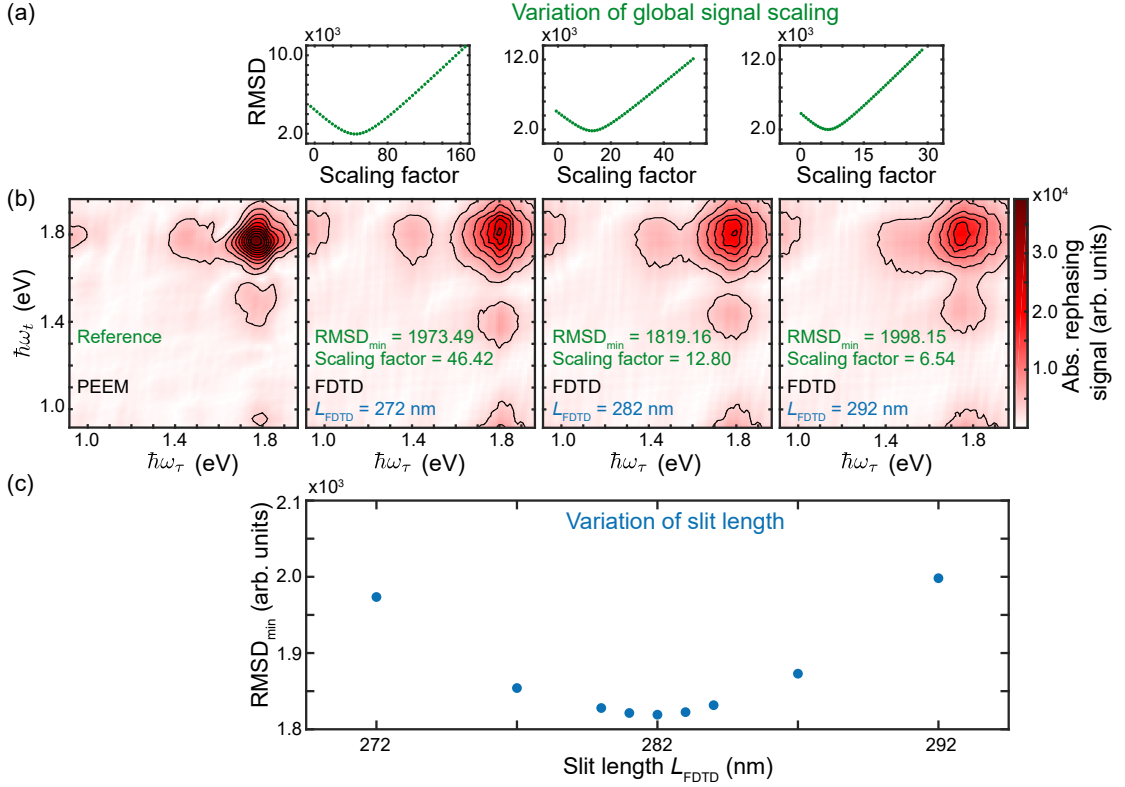 (a)
Variation of global signal scaling
x10³
x10³
x10³
RMSD
10.0
2.0
0
80
160
Scaling factor
12.0
2.0
0
20
40
Scaling factor
12.0
2.0
0
15
30
Scaling factor
(b)
ħω_t (eV)
1.8
1.4
1.0
Reference
PEEM
RMSD_min = 1973.49
Scaling factor = 46.42
FDTD
L_FDTD = 272 nm
RMSD_min = 1819.16
Scaling factor = 12.80
FDTD
L_FDTD = 282 nm
RMSD_min = 1998.15
Scaling factor = 6.54
FDTD
L_FDTD = 292 nm
x10⁴
3.0
2.0
1.0
Abs. rephasing
signal (arb. units)
1.0 1.4 1.8
1.0 1.4 1.8
1.0 1.4 1.8
1.0 1.4 1.8
ħω_τ (eV)
ħω_τ (eV)
ħω_τ (eV)
ħω_τ (eV)
(c)
x10³
Variation of slit length
RMSD_min (arb. units)
2.1
2.0
1.9
1.8
272
282
292
Slit length L_FDTD (nm)